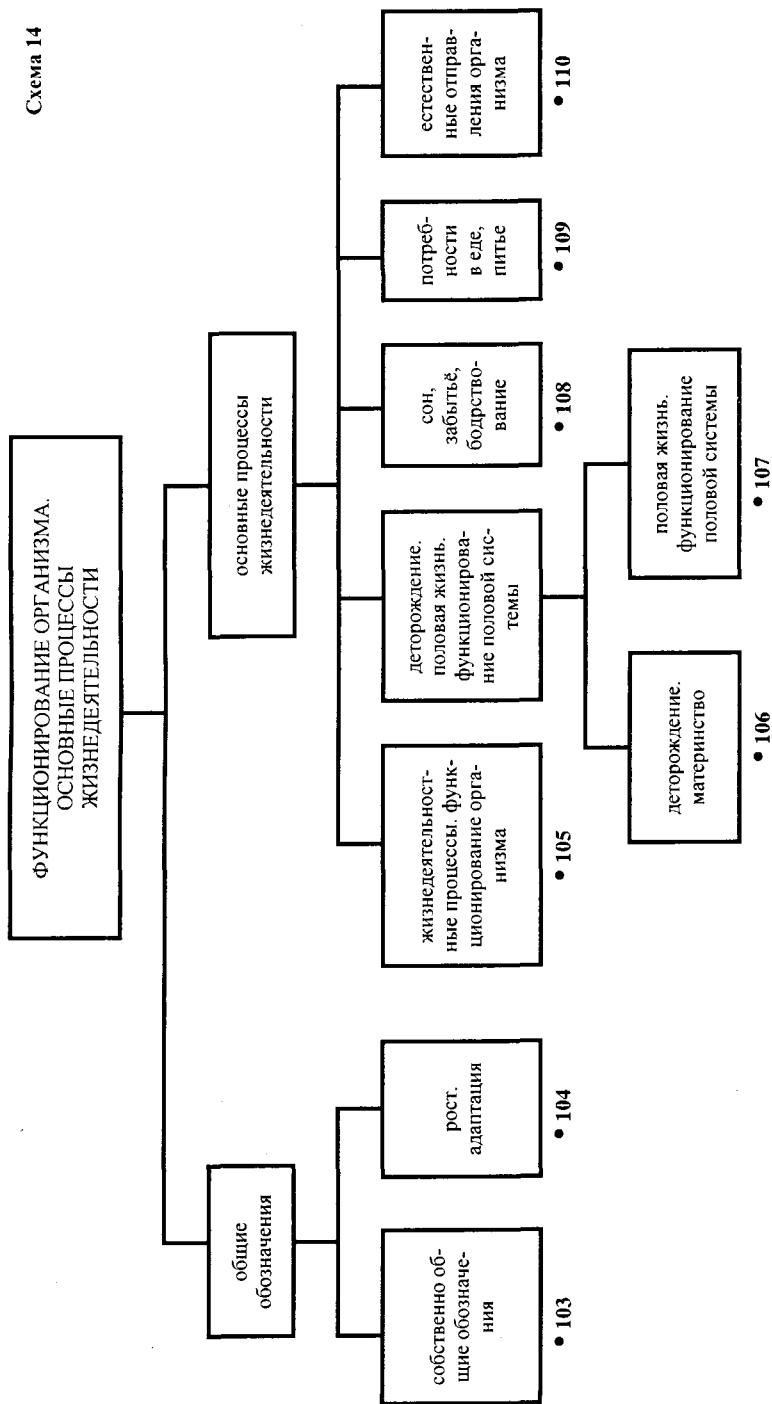 Схема 14
ФУНКЦИОНИРОВАНИЕ ОРГАНИЗМА.
ОСНОВНЫЕ ПРОЦЕССЫ
ЖИЗНЕДЕЯТЕЛЬНОСТИ
общие
обозначения
основные процессы
жизнедеятельности
собственно об-
щие обозначе-
ния
• 103
рост.
адаптация
• 104
жизнедеятельност-
ные процессы. функ-
ционирование орга-
низма
• 105
деторождение.
половая жизнь.
функционирова-
ние половой сис-
темы
сон,
забытьё,
бодрство-
вание
• 108
потреб-
ности
в еде,
питье
• 109
естествен-
ные отправ-
ления орга-
низма
• 110
деторождение.
материнство
• 106
половая жизнь.
функционирование
половой системы
• 107